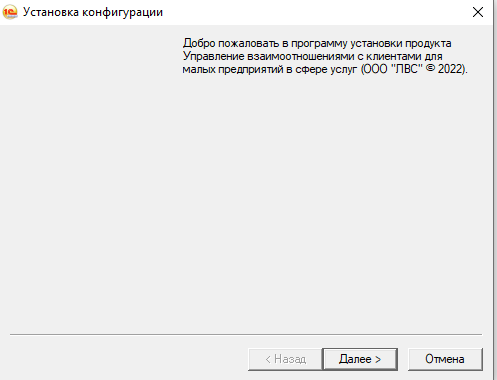 1С Установка конфигурации
Добро пожаловать в программу установки продукта
Управление взаимоотношениями с клиентами для
малых предприятий в сфере услуг (ООО "ЛВС" © 2022).
< Назад Далее > Отмена